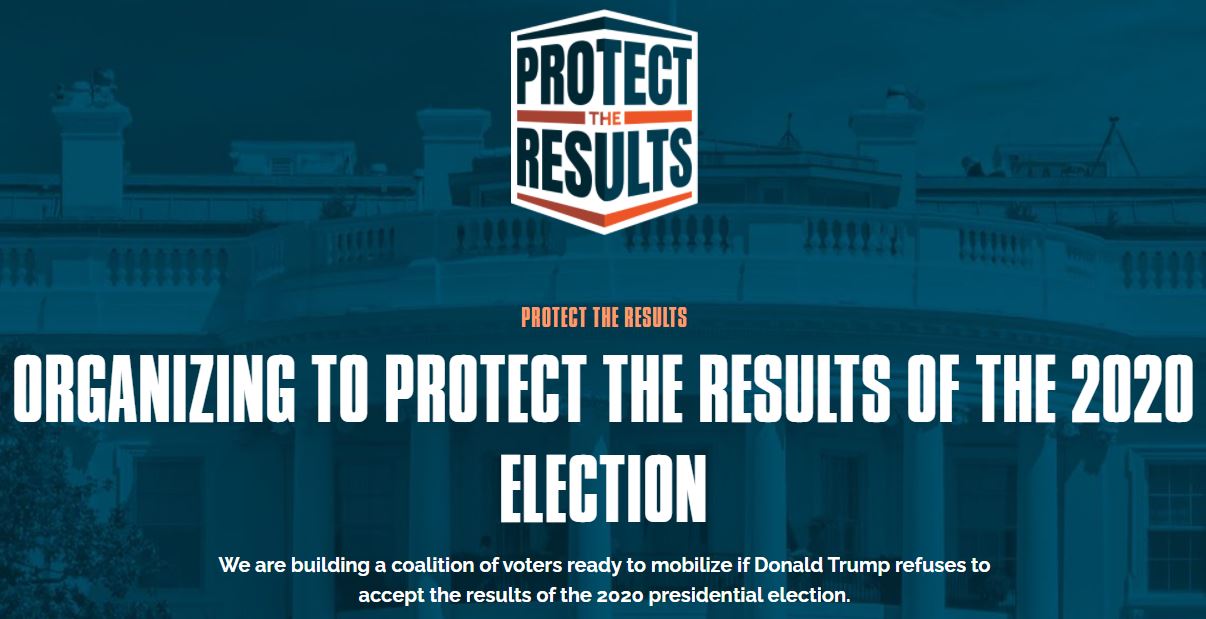 PROTECT
THE
RESULTS
PROTECT THE RESULTS
ORGANIZING TO PROTECT THE RESULTS OF THE 2020
ELECTION
We are building a coalition of voters ready to mobilize if Donald Trump refuses to
accept the results of the 2020 presidential election.